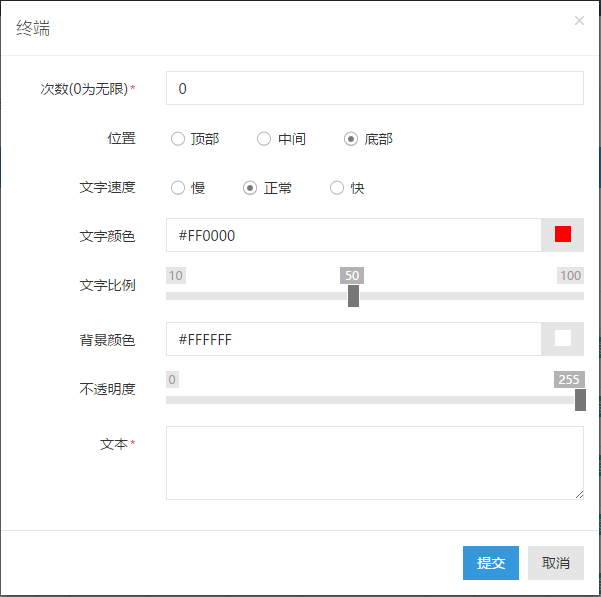 终端
×
次数(0为无限)*
0
位置
顶部 中间 底部
文字速度
慢 正常 快
文字颜色
#FF0000
文字比例
10 50 100
背景颜色
#FFFFFF
不透明度
0 255
文本*
提交 取消